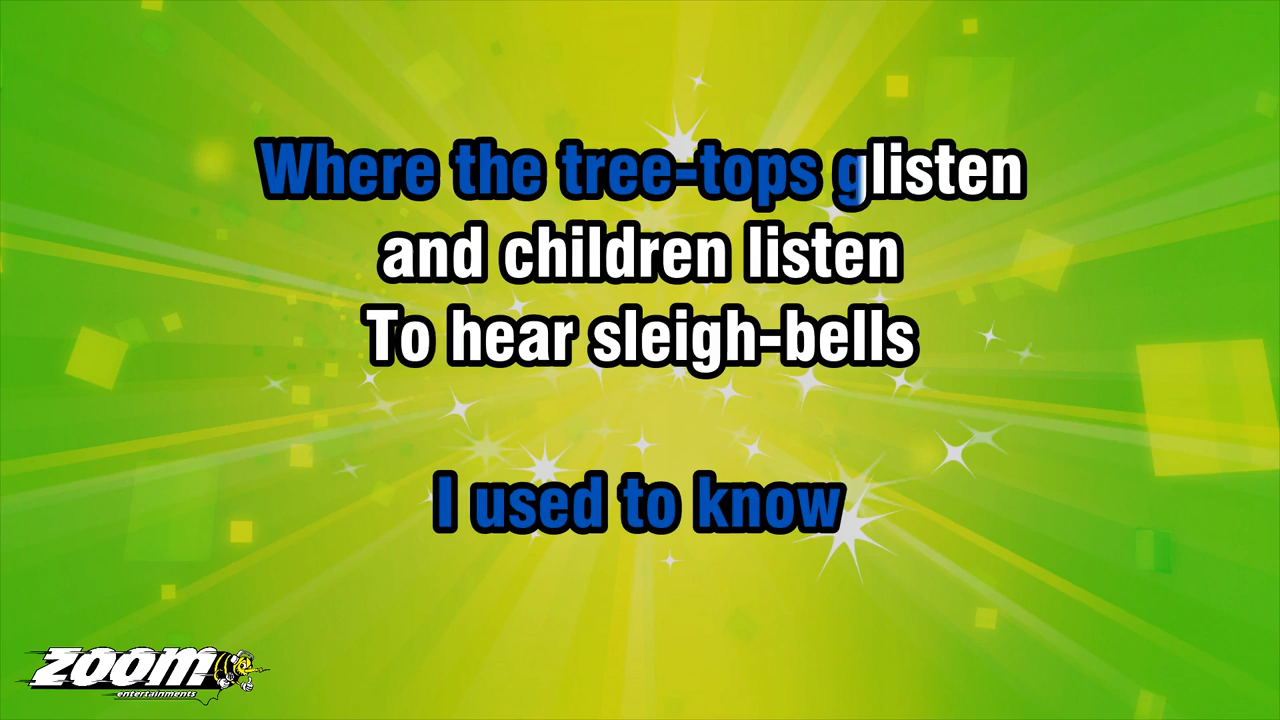 Where the tree-tops glisten
and children listen
To hear sleigh-bells
I used to know
zoom
entertainments